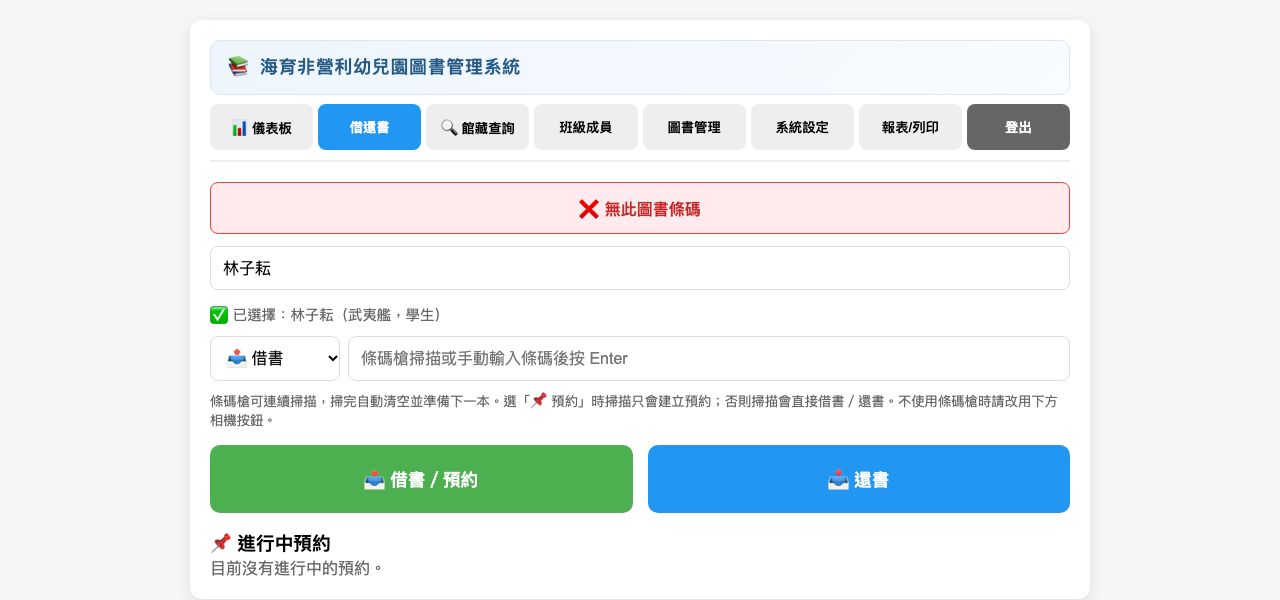 📚 海育非營利幼兒園圖書管理系統
📊 儀表板
借還書
🔍 館藏查詢
班級成員
圖書管理
系統設定
報表/列印
登出
❌ 無此圖書條碼
林子耘
✅ 已選擇：林子耘（武夷艦，學生）
📤 借書
條碼槍掃描或手動輸入條碼後按 Enter
條碼槍可連續掃描，掃完自動清空並準備下一本。選「📌 預約」時掃描只會建立預約；否則掃描會直接借書 / 還書。不使用條碼槍時請改用下方
相機按鈕。
📤 借書 / 預約
📥 還書
📌 進行中預約
目前沒有進行中的預約。